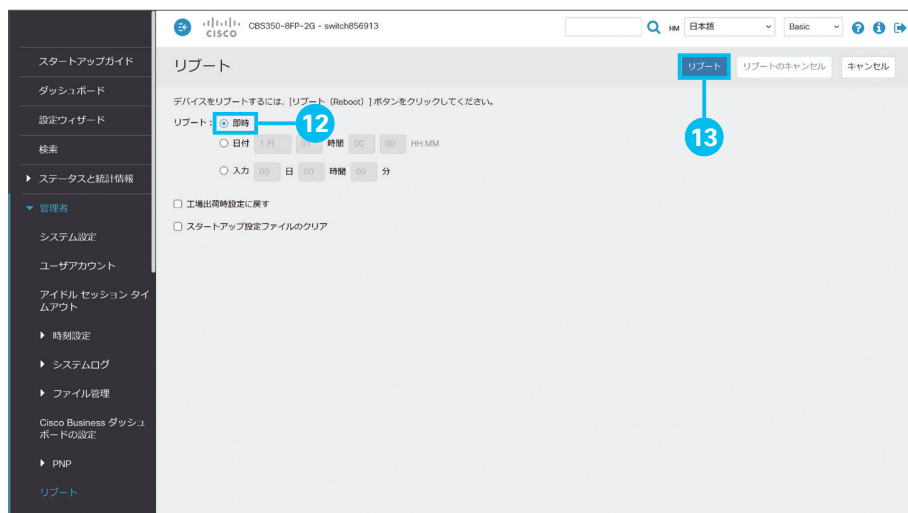 cisco
CBS350-8FP-2G - switch856913
HM
日本語
Basic
スタートアップガイド
ダッシュボード
設定ウィザード
検索
ステータスと統計情報
管理者
システム設定
ユーザアカウント
アイドル セッション タイ
ムアウト
時刻設定
システムログ
ファイル管理
Cisco Business ダッシュ
ボードの設定
PNP
リブート
リブート
リブート
リブートのキャンセル
キャンセル
13
デバイスをリブートするには、[リブート（Reboot）] ボタンをクリックしてください。
リブート：
即時
12
日付 1 月 01 時間 00 00 HH:MM
入力 00 日 00 時間 00 分
工場出荷時設定に戻す
スタートアップ設定ファイルのクリア